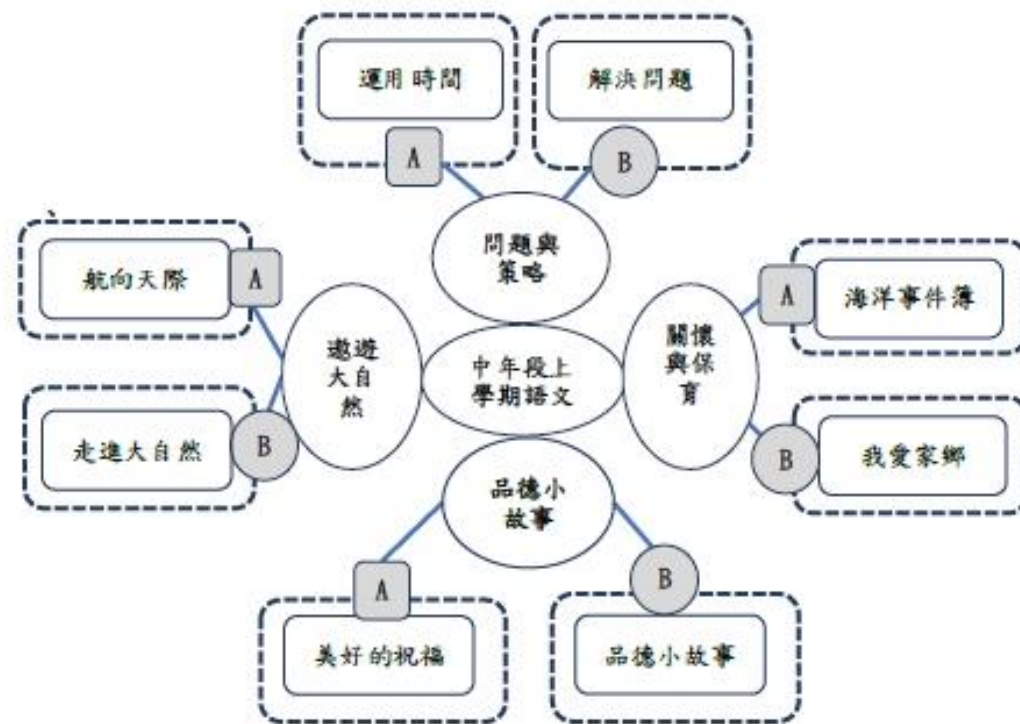 運用時間
解決問題
A
B
問題與
策略
、
航向天際
A
A
海洋事件簿
遨遊
大自
然
中年段上
學期語文
關懷
與保
育
走進大自然
B
B
我愛家鄉
品德小
故事
A
B
美好的祝福
品德小故事